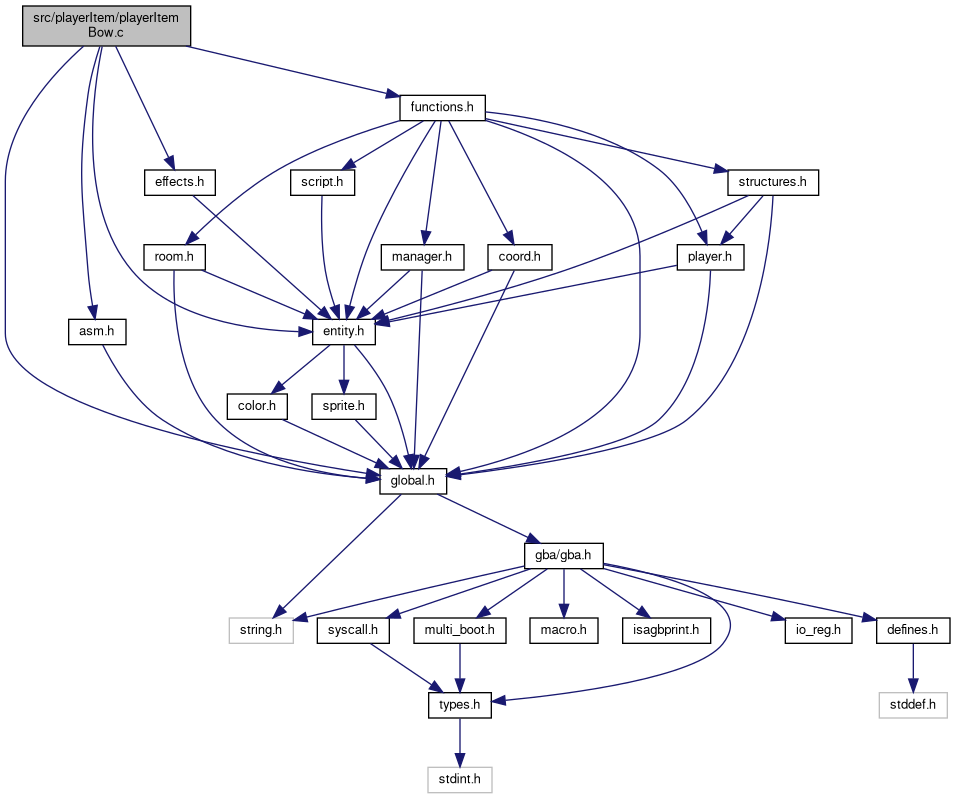 src/playerItem/playerItem
Bow.c
functions.h
effects.h
script.h
structures.h
room.h
manager.h
coord.h
player.h
asm.h
entity.h
color.h
sprite.h
global.h
gba/gba.h
string.h
syscall.h
multi_boot.h
macro.h
isagbprint.h
io_reg.h
defines.h
types.h
stddef.h
stdint.h